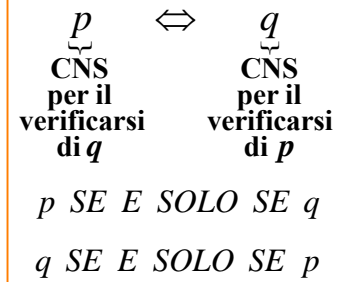 p ⇔ q
CNS CNS
per il per il
verificarsi verificarsi
di q di p
p SE E SOLO SE q
q SE E SOLO SE p